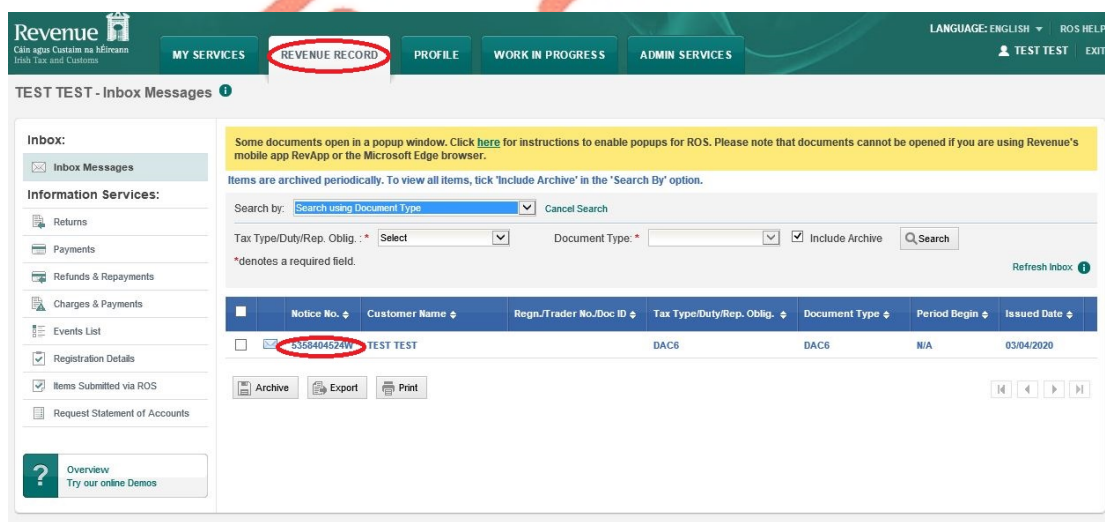 Revenue
Cáin agus Custaim na hÉireann
Irish Tax and Customs
LANGUAGE: ENGLISH ROS HELP
TEST TEST EXIT
MY SERVICES REVENUE RECORD PROFILE WORK IN PROGRESS ADMIN SERVICES
TEST TEST - Inbox Messages
Inbox:
Inbox Messages
Information Services:
Returns
Payments
Refunds & Repayments
Charges & Payments
Events List
Registration Details
Items Submitted via ROS
Request Statement of Accounts
?
Overview
Try our online Demos
Some documents open in a popup window. Click here for instructions to enable popups for ROS. Please note that documents cannot be opened if you are using Revenue's
mobile app RevApp or the Microsoft Edge browser.
Items are archived periodically. To view all items, tick 'Include Archive' in the 'Search By' option.
Search by: Search using Document Type Cancel Search
Tax Type/Duty/Rep. Oblig. : * Select Document Type: * Include Archive Search
*denotes a required field.
Refresh Inbox
Notice No. Customer Name Regn./Trader No./Doc ID Tax Type/Duty/Rep. Oblig. Document Type Period Begin Issued Date
5358404524W TEST TEST DAC6 DAC6 N/A 03/04/2020
Archive Export Print